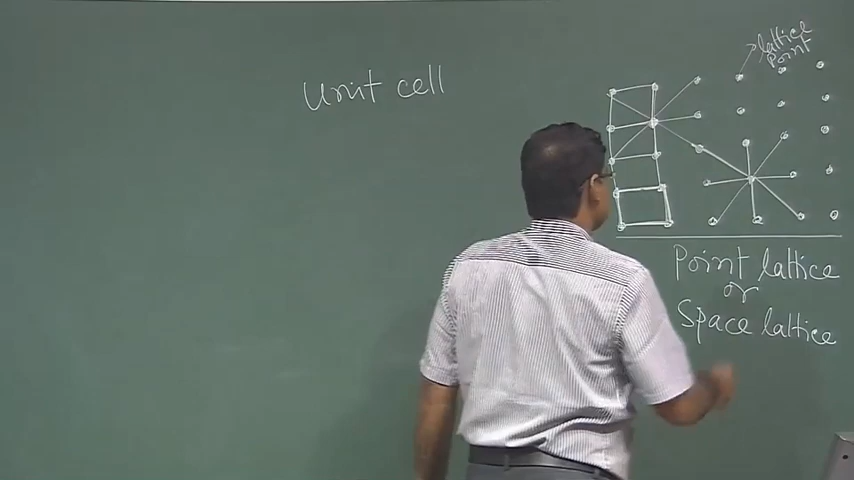 Unit cell
lattice
point
Point lattice
or
Space lattice